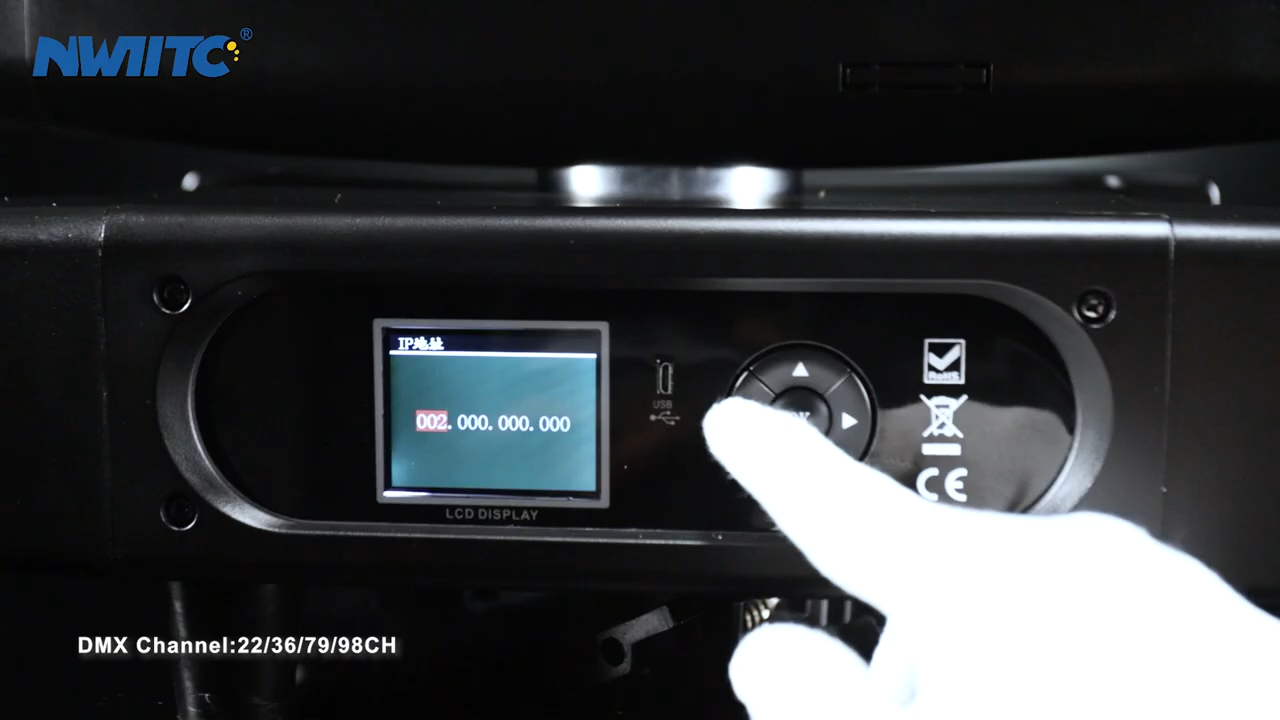 NWIITC®
IP地址
002.000.000.000
USB
RoHS
CE
LCD DISPLAY
DMX Channel:22/36/79/98CH